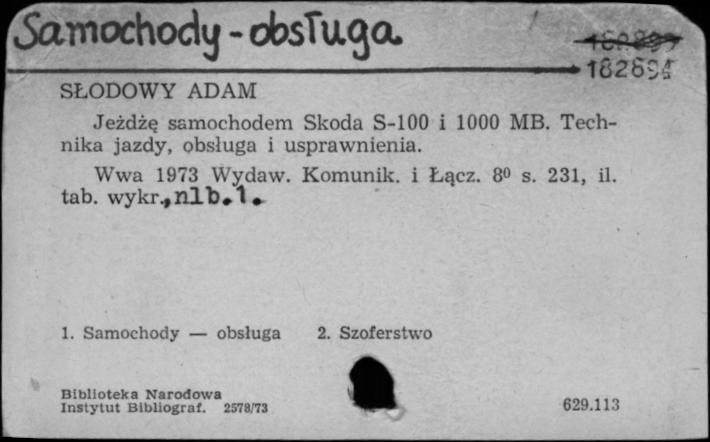 Samochody - obsługa
182694
SŁODOWY ADAM
Jeżdżę samochodem Skoda S-100 i 1000 MB. Tech-
nika jazdy, obsługa i usprawnienia.
Wwa 1973 Wydaw. Komunik. i Łącz. 8⁰ s. 231, il.
tab. wykr., nlb. 1.
1. Samochody — obsługa 2. Szoferstwo
Biblioteka Narodowa
Instytut Bibliograf. 2578/73
629.113